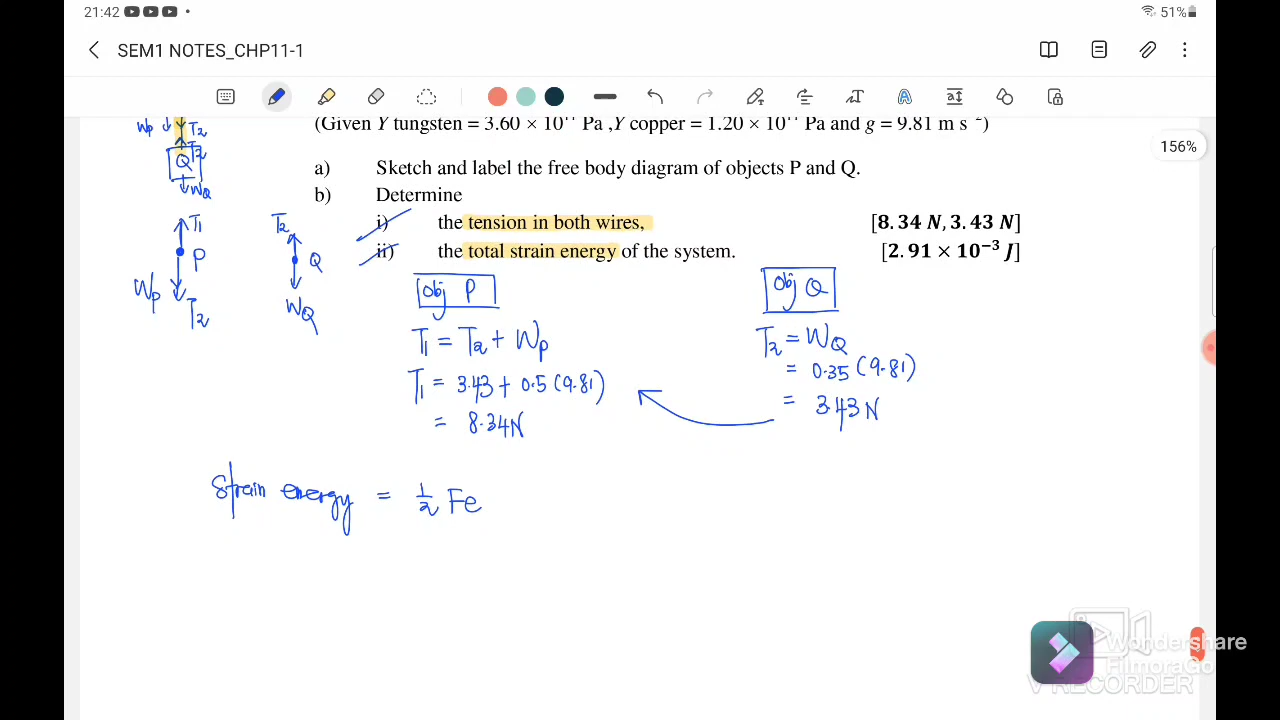 21:42
51%
SEM1 NOTES_CHP11-1
156%
WP T2
(Given Y tungsten = 3.60 × 10¹¹ Pa ,Y copper = 1.20 × 10¹¹ Pa and g = 9.81 m s⁻²)
T2
Q
WQ
a) Sketch and label the free body diagram of objects P and Q.
b) Determine
i) the tension in both wires, [8.34 N, 3.43 N]
ii) the total strain energy of the system. [2.91 × 10⁻³ J]
T1
P
WP
T2
T2
Q
WQ
Obj P
T1 = T2 + WP
T1 = 3.43 + 0.5 (9.81)
= 8.34N
Obj Q
T2 = WQ
= 0.35 (9.81)
= 3.43 N
Strain energy = 1/2 Fe
Wondershare
FilmoraGo
V RECORDER